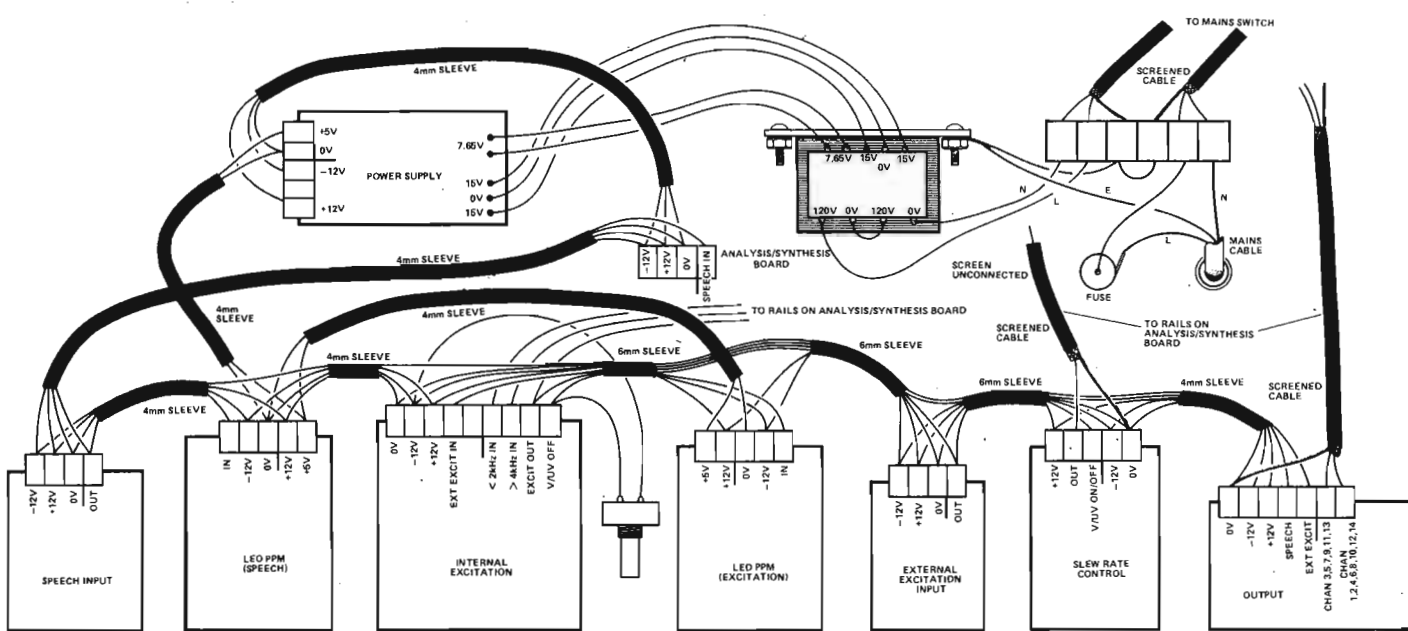 TO MAINS SWITCH
4mm SLEEVE
SCREENED
CABLE
+5V
0V
-12V
+12V
POWER SUPPLY
7.65V
15V
0V
15V
7.65V
15V
0V
15V
120V
0V
120V
0V
N
L
E
L
N
MAINS
CABLE
FUSE
4mm SLEEVE
-12V
+12V
0V
SPEECH IN
ANALYSIS/SYNTHESIS
BOARD
SCREEN
UNCONNECTED
4mm
SLEEVE
4mm SLEEVE
TO RAILS ON ANALYSIS/SYNTHESIS BOARD
SCREENED
CABLE
TO RAILS ON
ANALYSIS/SYNTHESIS
BOARD
4mm SLEEVE
4mm SLEEVE
6mm SLEEVE
6mm SLEEVE
6mm SLEEVE
4mm SLEEVE
SCREENED
CABLE
-12V
+12V
0V
OUT
SPEECH INPUT
IN
-12V
0V
+12V
+5V
LED PPM
(SPEECH)
0V
-12V
+12V
EXT EXCIT IN
< 2kHz IN
> 4kHz IN
EXCIT OUT
V/UV OFF
INTERNAL
EXCITATION
+5V
+12V
0V
-12V
IN
LED PPM
(EXCITATION)
-12V
+12V
0V
OUT
EXTERNAL
EXCITATION
INPUT
+12V
OUT
V/UV ON/OFF
-12V
0V
SLEW RATE
CONTROL
0V
-12V
+12V
SPEECH
EXT EXCIT
CHAN 3,5,7,9,11,13
CHAN
1,2,4,6,8,10,12,14
OUTPUT